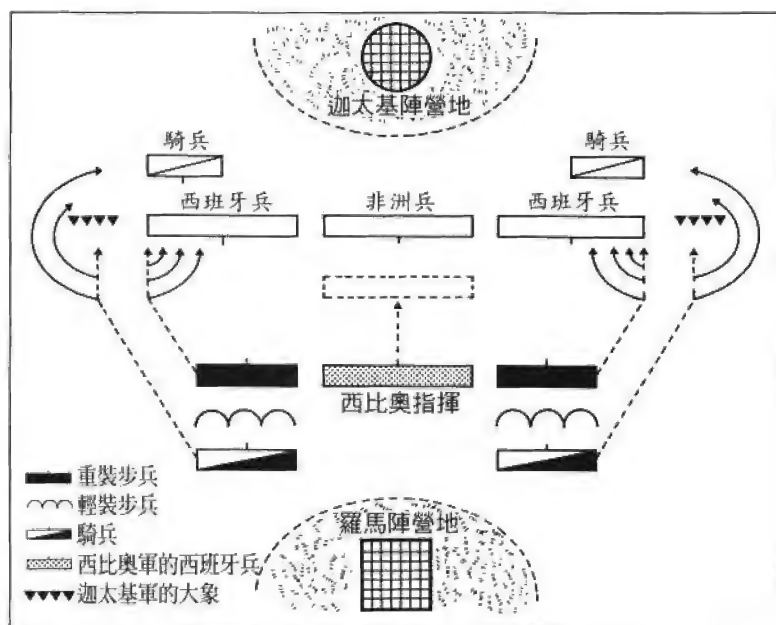 迦太基陣營地
騎兵
騎兵
西班牙兵
非洲兵
西班牙兵
西比奧指揮
重裝步兵
輕裝步兵
騎兵
西比奧軍的西班牙兵
迦太基軍的大象
羅馬陣營地